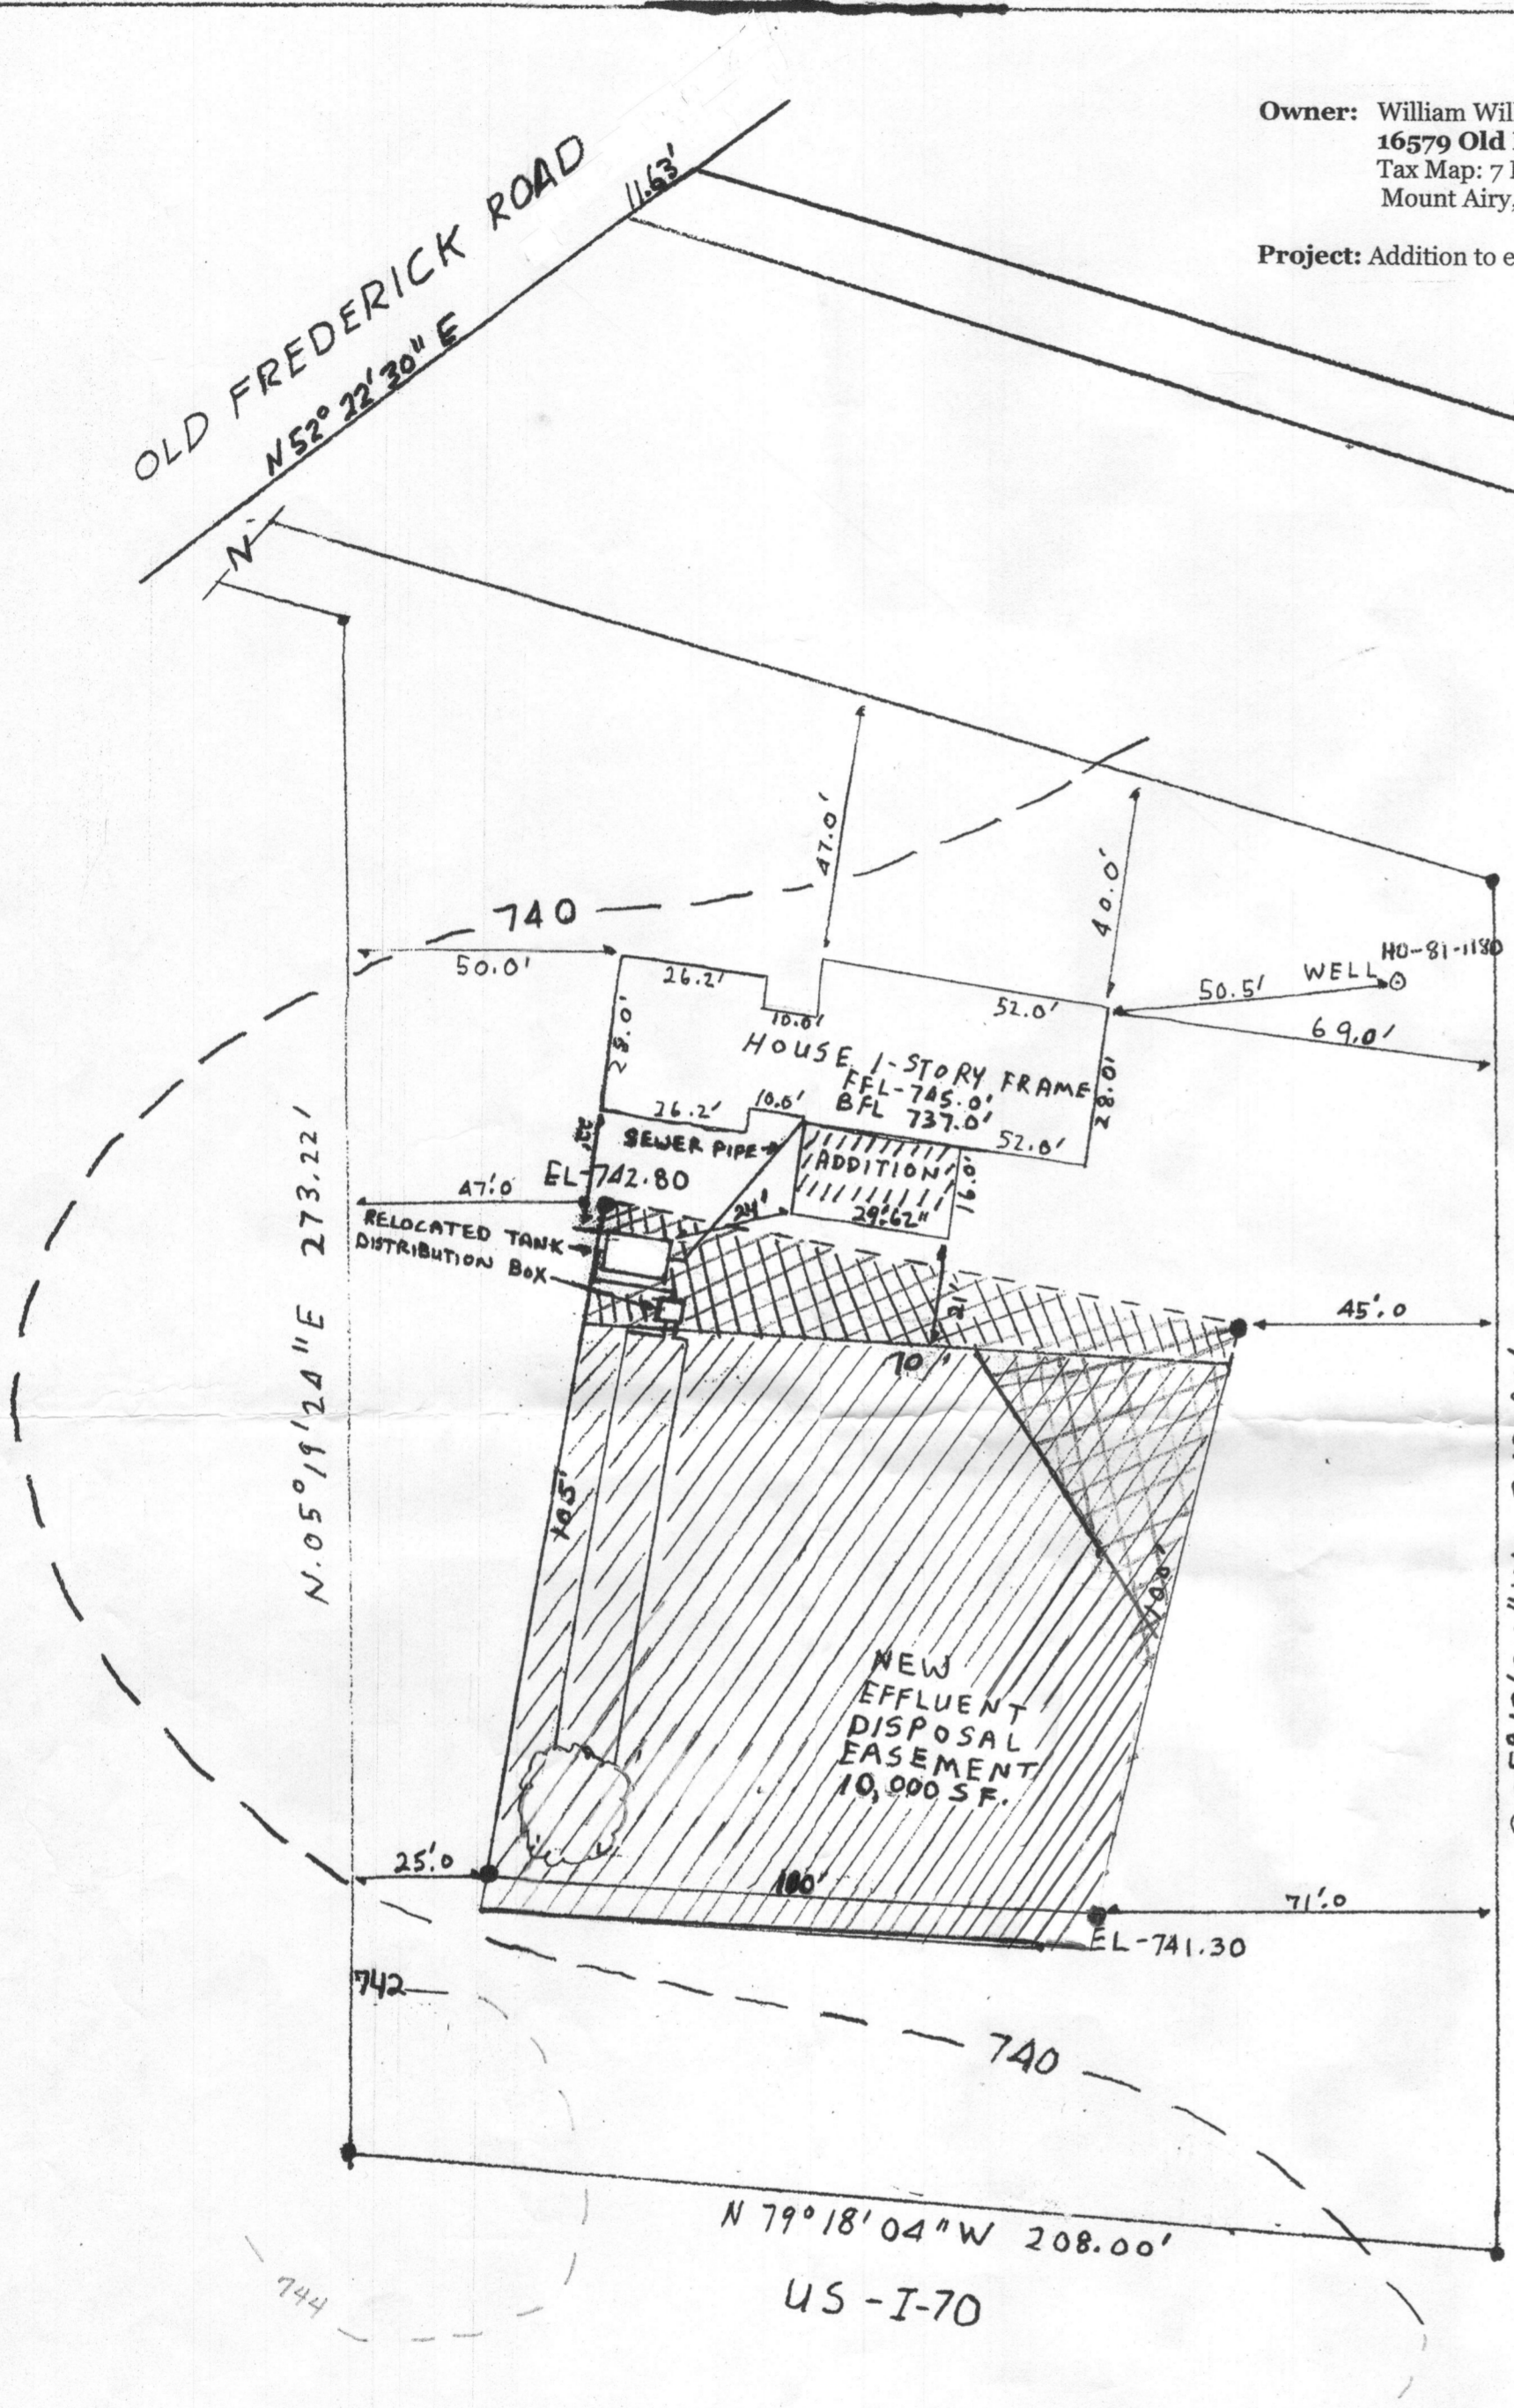 Owner: William Wil
16579 Old
Tax Map: 7
Mount Airy,
Project: Addition to e
OLD FREDERICK ROAD
11.63'
N 52° 22' 30" E
N
47.0'
40.0'
740
50.0'
26.2'
10.0'
52.0'
HO-81-1180
WELL
50.5'
69.0'
28.0'
HOUSE 1-STORY FRAME
FFL-745.0'
BFL 737.0'
28.0'
26.2'
10.0'
52.0'
SEWER PIPE
ADDITION
16.0'
29'.62"
24'
EL-742.80
47'.0
RELOCATED TANK
DISTRIBUTION BOX
21'
70'
45'.0
N.05°19'24"E 273.22'
105'
100'
NEW
EFFLUENT
DISPOSAL
EASEMENT
10,000 SF.
25'.0
100'
71'.0
EL-741.30
742
740
N 79°18'04"W 208.00'
744
US-I-70